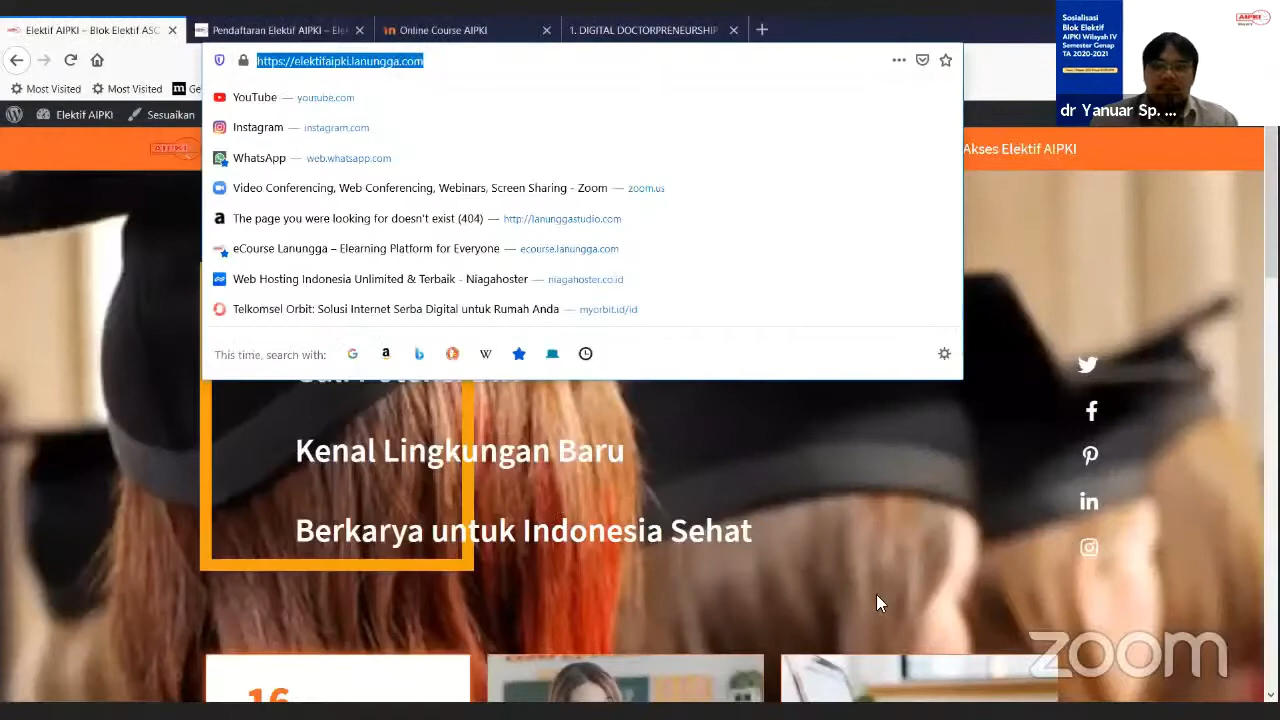 Elektif AIPKI – Blok Elektif ASC
Pendaftaran Elektif AIPKI – Ele
Online Course AIPKI
1. DIGITAL DOCTORPRENEURSHIP
https://elektifaipki.lanungga.com
Most Visited
Most Visited
Ge
YouTube — youtube.com
Instagram — instagram.com
WhatsApp — web.whatsapp.com
Video Conferencing, Web Conferencing, Webinars, Screen Sharing - Zoom — zoom.us
The page you were looking for doesn't exist (404) — http://lanunggastudio.com
eCourse Lanungga – Elearning Platform for Everyone — ecourse.lanungga.com
Web Hosting Indonesia Unlimited & Terbaik - Niagahoster — niagahoster.co.id
Telkomsel Orbit: Solusi Internet Serba Digital untuk Rumah Anda — myorbit.id/id
This time, search with:
Elektif AIPKI
Sesuaikan
AIPKI
Akses Elektif AIPKI
Sosialisasi
Blok Elektif
AIPKI Wilayah IV
Semester Genap
TA 2020-2021
AIPKI
dr Yanuar Sp. ...
Kenal Lingkungan Baru
Berkarya untuk Indonesia Sehat
16
zoom